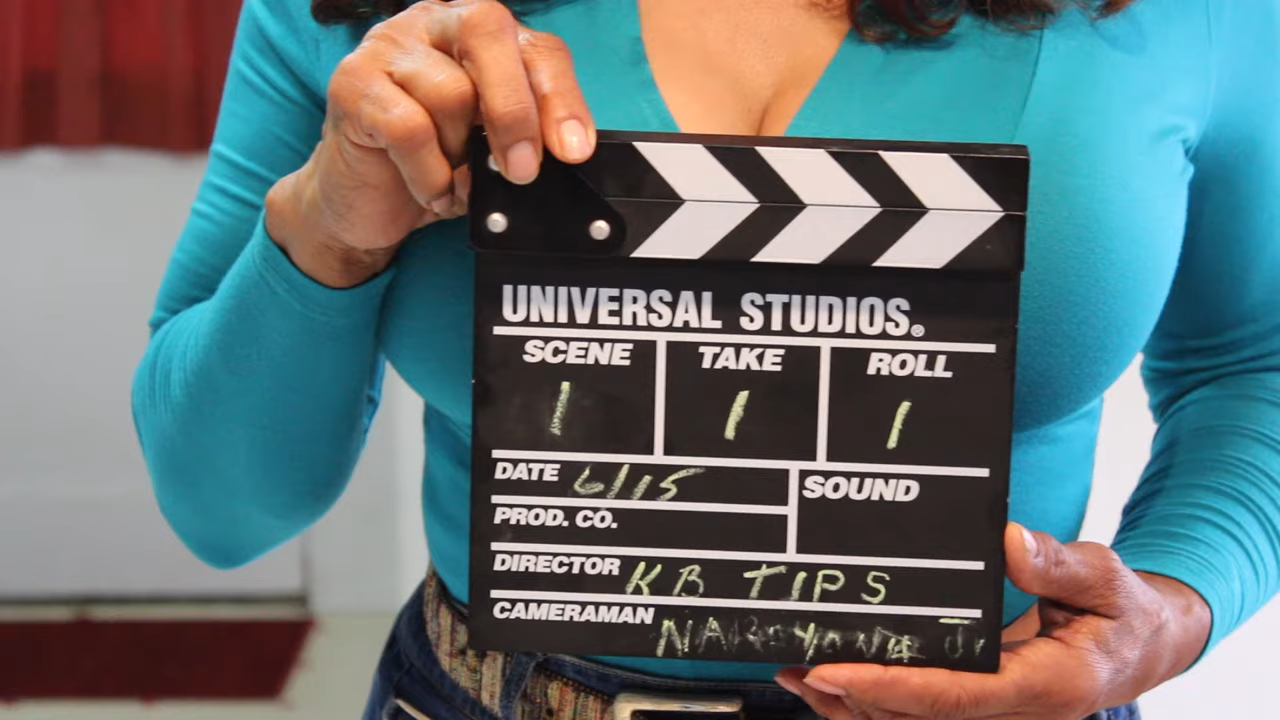 UNIVERSAL STUDIOS®
SCENE TAKE ROLL
1 1 1
DATE 6/15 SOUND
PROD. CO.
DIRECTOR KB TIPS
CAMERAMAN